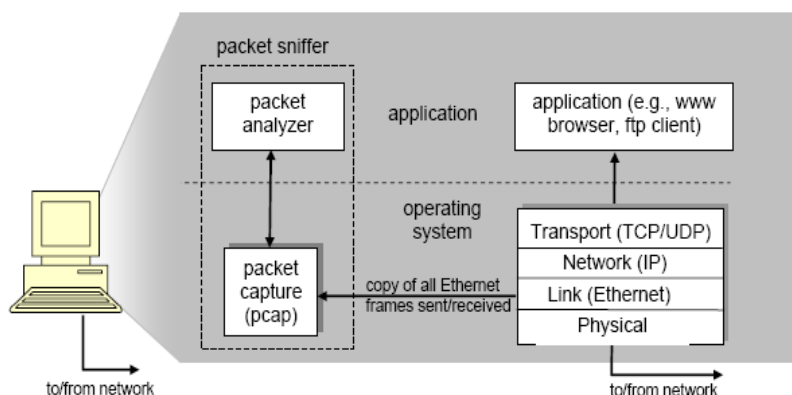 packet sniffer
packet
analyzer
application
application (e.g., www
browser, ftp client)
operating
system
packet
capture
(pcap)
copy of all Ethernet
frames sent/received
Transport (TCP/UDP)
Network (IP)
Link (Ethernet)
Physical
to/from network
to/from network